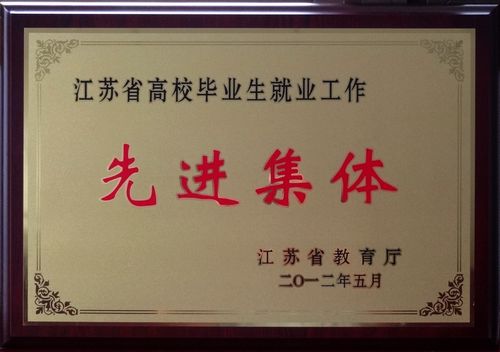 江苏省高校毕业生就业工作
先进集体
江苏省教育厅
二〇一二年五月